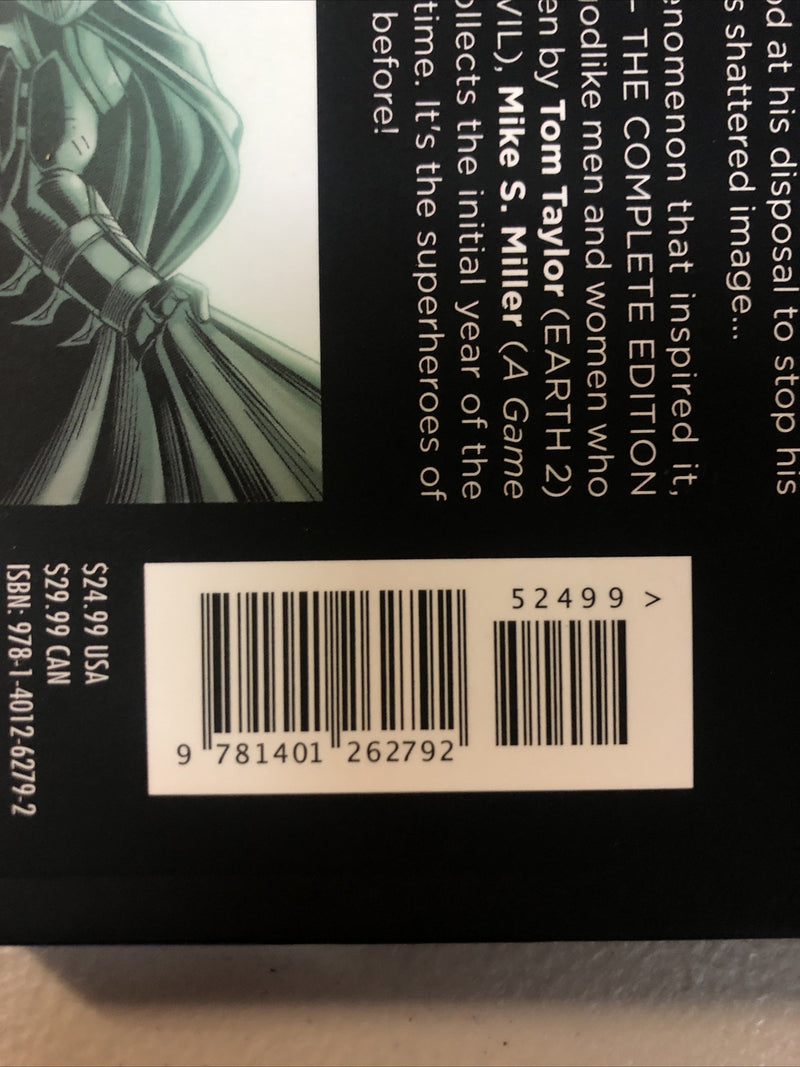 od at his disposal to stop his
s shattered image...
enomenon that inspired it,
– THE COMPLETE EDITION
godlike men and women who
en by Tom Taylor (EARTH 2)
VIL), Mike S. Miller (A Game
ollects the initial year of the
time. It's the superheroes of
before!
$24.99 USA
$29.99 CAN
ISBN: 978-1-4012-6279-2
52499 >
9 781401 262792